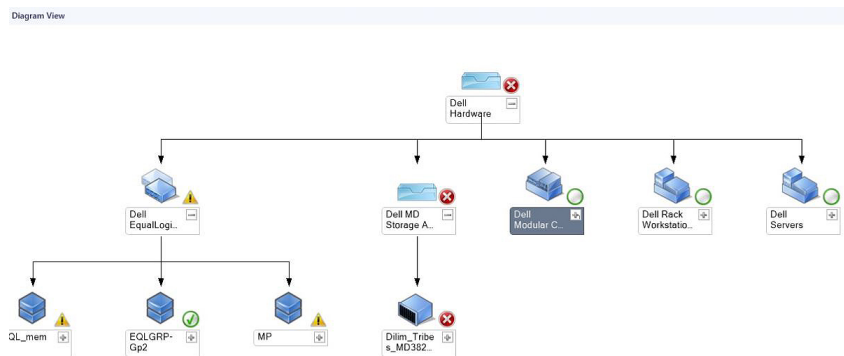 Diagram View
Dell
Hardware
Dell
EqualLogi..
Dell MD
Storage A...
Dell
Modular C...
Dell Rack
Workstatio..
Dell
Servers
QL_mem
EQLGRP-
Gp2
MP
Dilim_Tribe
s_MD382...